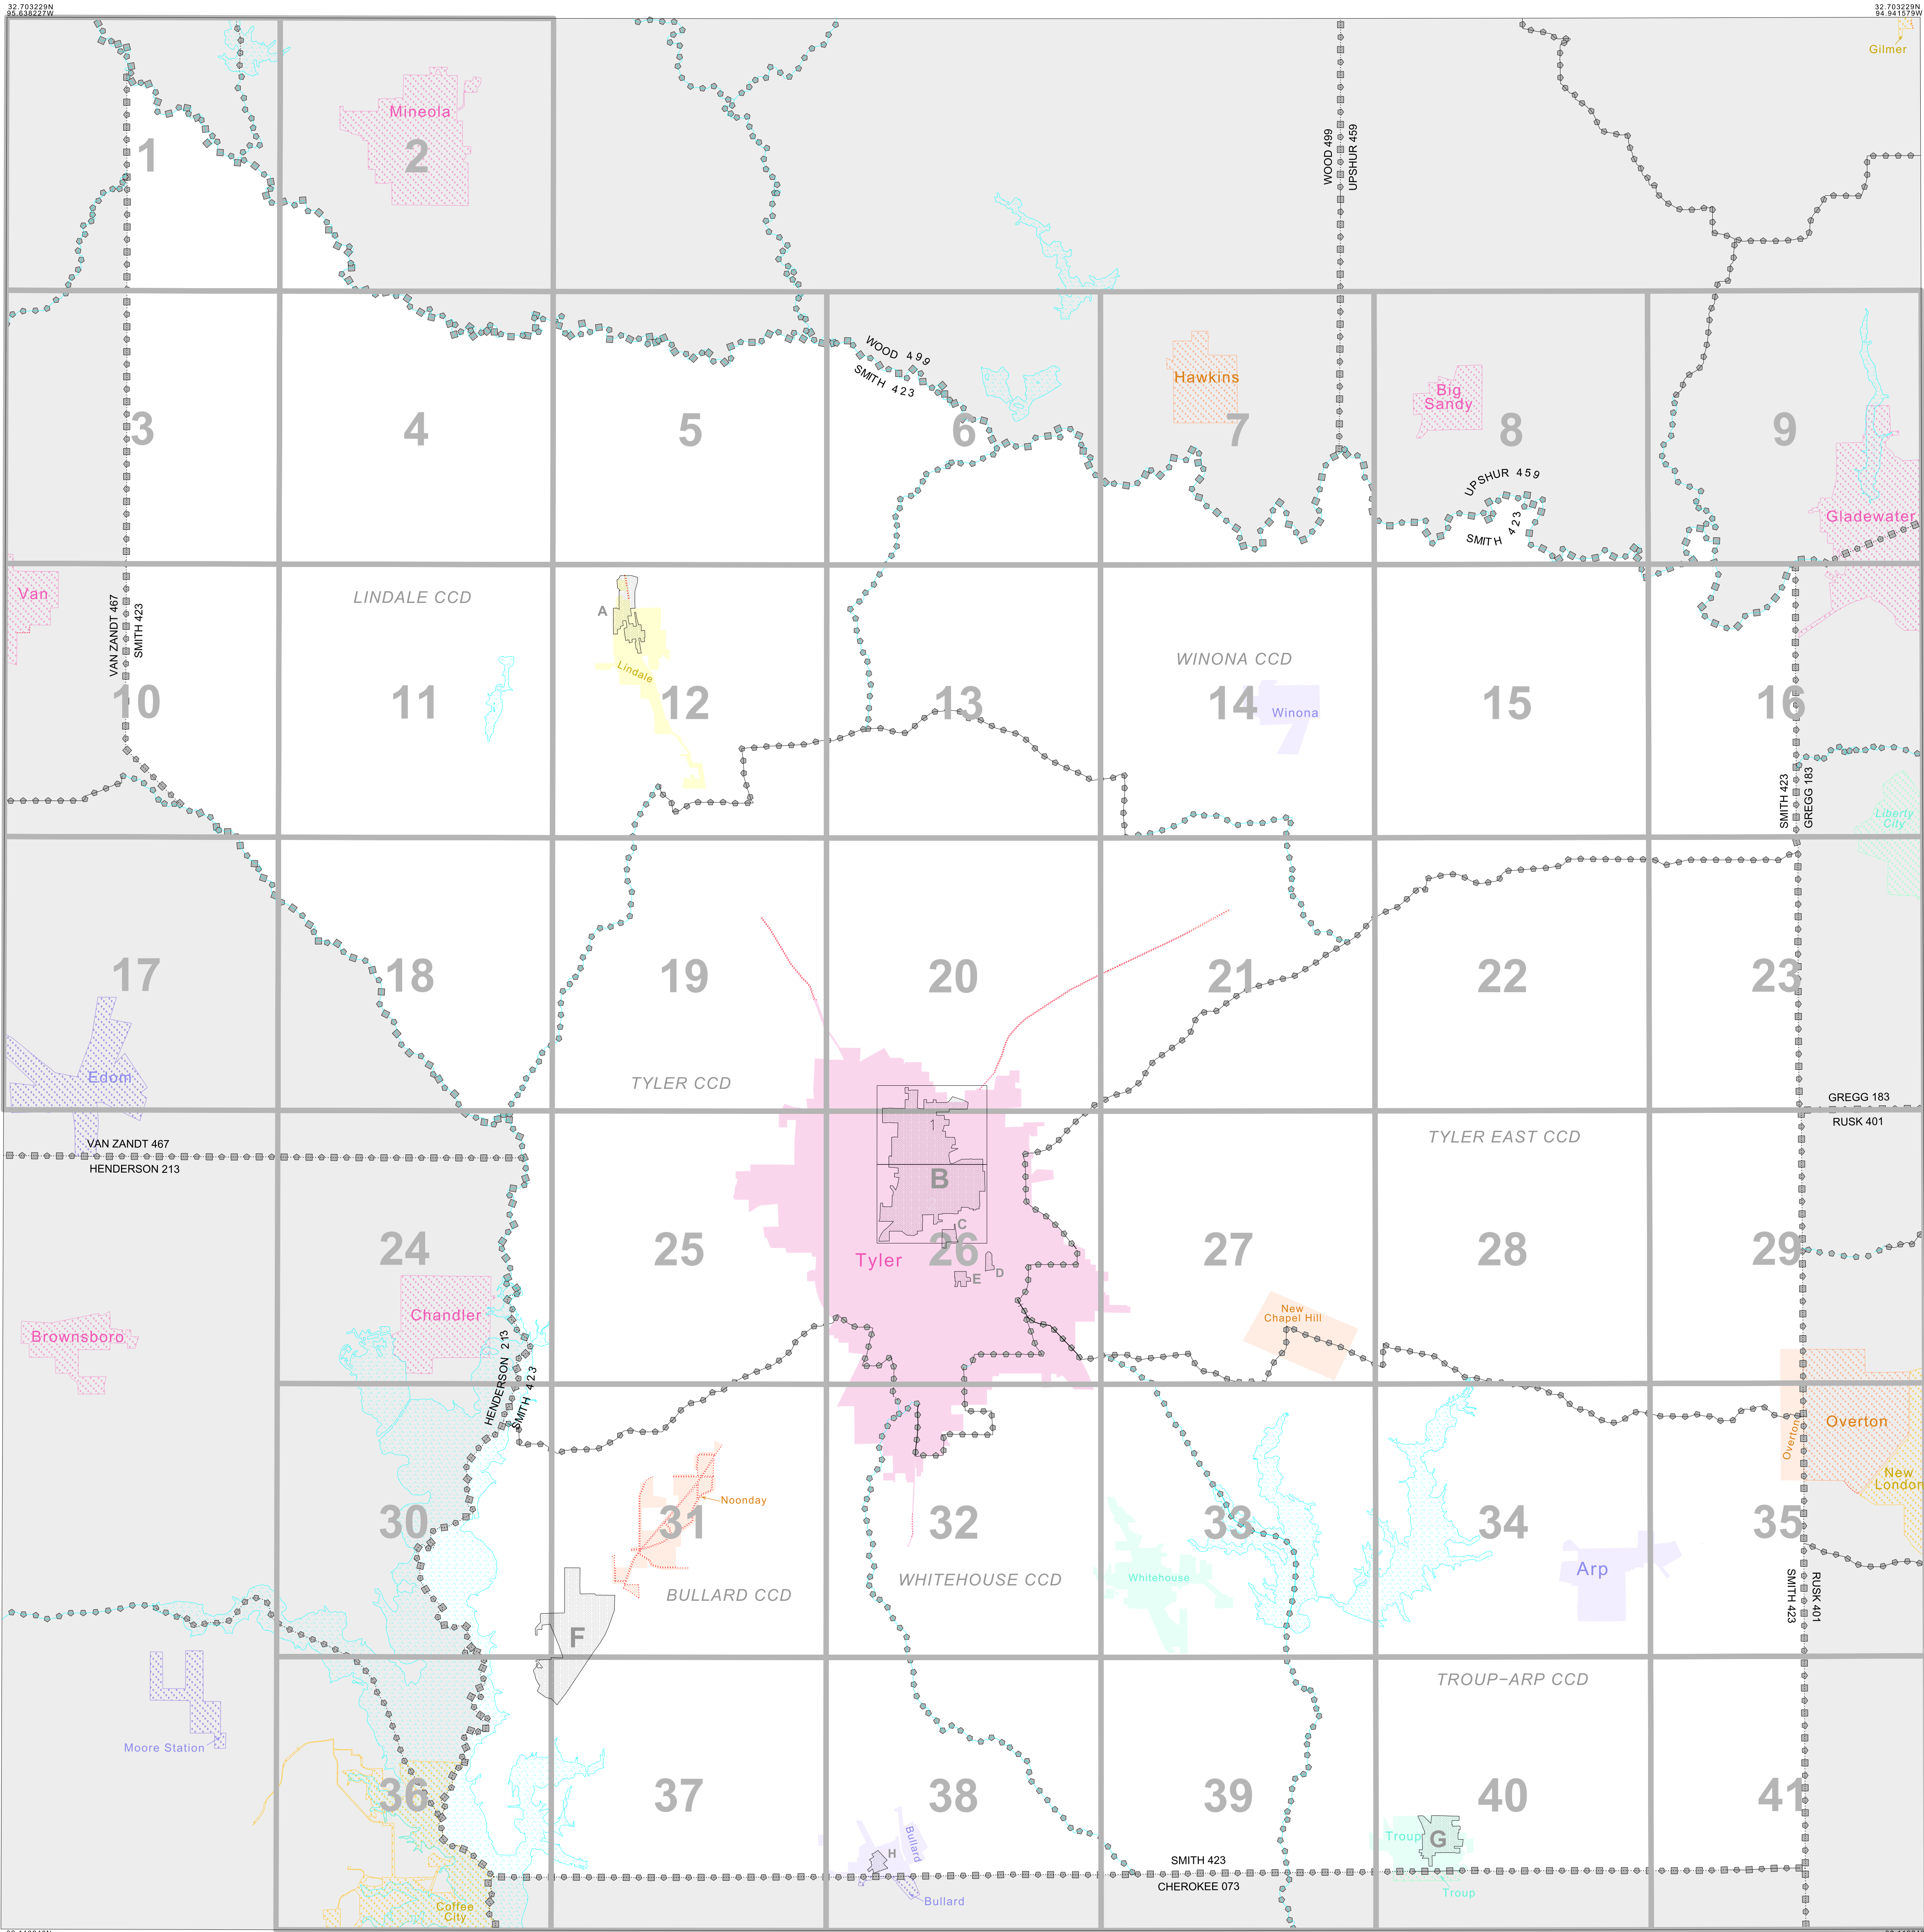 32.703229N
95.638227W
32.703229N
94.941579W
Gilmer
Mineola
1
2
WOOD 499
UPSHUR 459
WOOD 499
SMITH 423
Hawkins
Big
Sandy
3
4
5
6
7
8
9
UPSHUR 459
SMITH 423
Gladewater
Van
VAN ZANDT 467
SMITH 423
LINDALE CCD
A
Lindale
WINONA CCD
Winona
10
11
12
13
14
15
16
SMITH 423
GREGG 183
Liberty
City
17
18
19
20
21
22
23
Edom
TYLER CCD
GREGG 183
RUSK 401
VAN ZANDT 467
HENDERSON 213
TYLER EAST CCD
B
C
24
25
Tyler
26
27
28
29
D
E
Chandler
Brownsboro
New
Chapel Hill
HENDERSON 213
SMITH 423
Overton
Overton
New
London
Noonday
30
31
32
33
34
35
BULLARD CCD
WHITEHOUSE CCD
Whitehouse
Arp
SMITH 423
RUSK 401
F
TROUP-ARP CCD
Moore Station
36
37
38
39
40
41
Bullard
H
Troup
G
SMITH 423
CHEROKEE 073
Bullard
Troup
Coffee
City